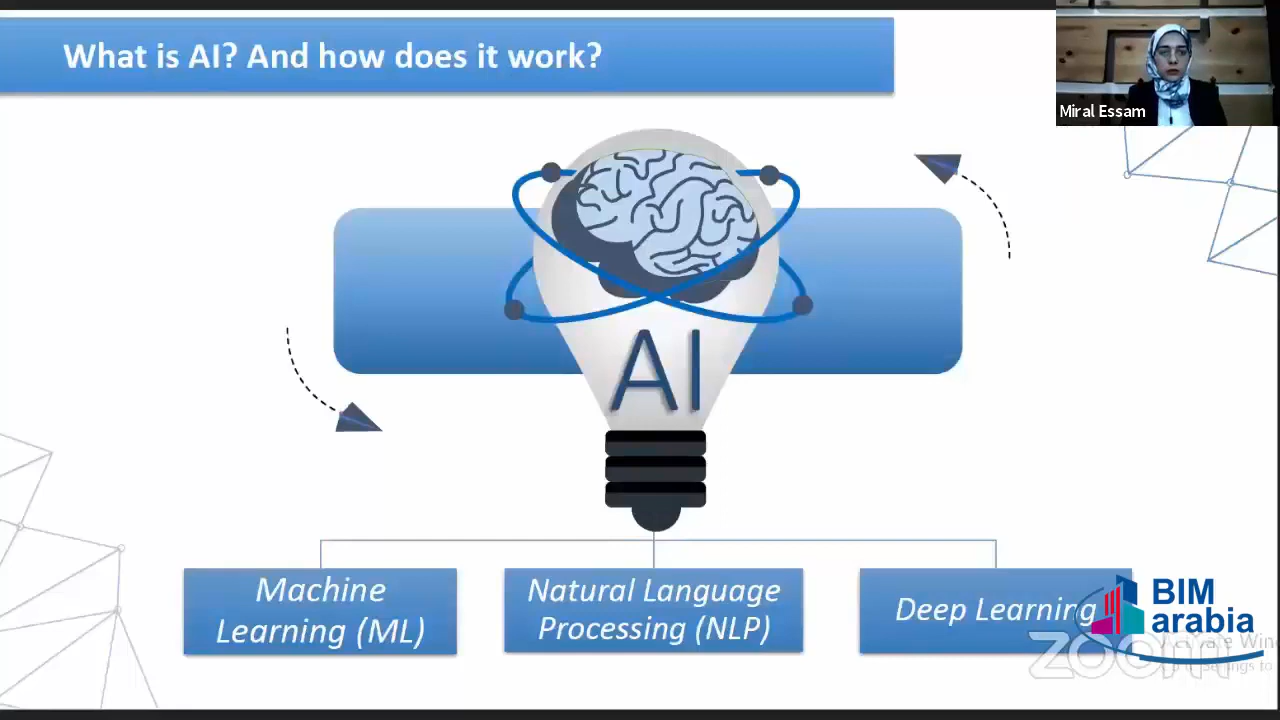 What is AI? And how does it work?
Miral Essam
AI
Machine
Learning (ML)
Natural Language
Processing (NLP)
Deep Learning
BIM
arabia
zoom